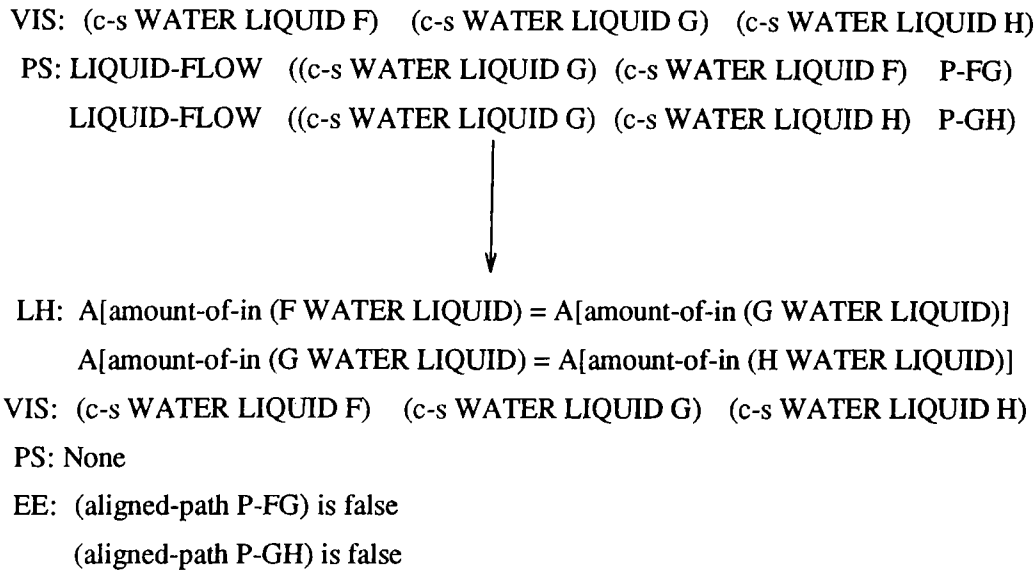 VIS: (c-s WATER LIQUID F) (c-s WATER LIQUID G) (c-s WATER LIQUID H)
PS: LIQUID-FLOW ((c-s WATER LIQUID G) (c-s WATER LIQUID F) P-FG)
LIQUID-FLOW ((c-s WATER LIQUID G) (c-s WATER LIQUID H) P-GH)
LH: A[amount-of-in (F WATER LIQUID) = A[amount-of-in (G WATER LIQUID)]
A[amount-of-in (G WATER LIQUID) = A[amount-of-in (H WATER LIQUID)]
VIS: (c-s WATER LIQUID F) (c-s WATER LIQUID G) (c-s WATER LIQUID H)
PS: None
EE: (aligned-path P-FG) is false
(aligned-path P-GH) is false